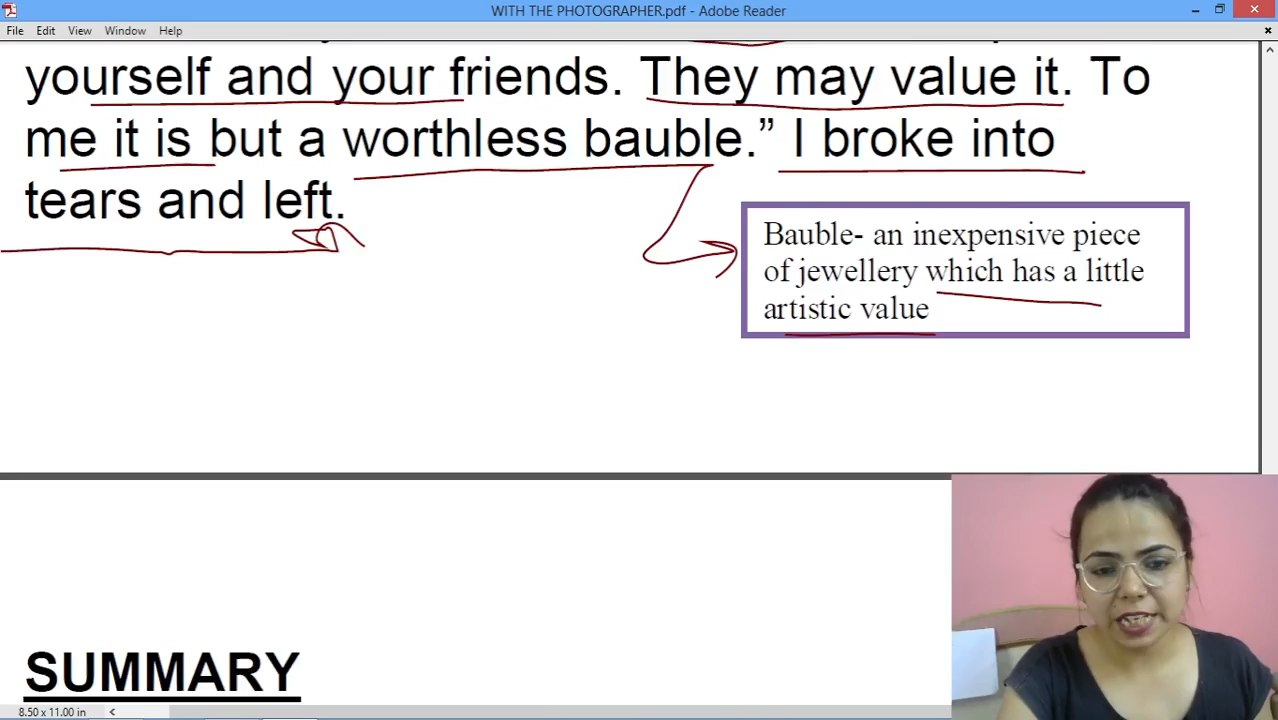 WITH THE PHOTOGRAPHER.pdf - Adobe Reader
File Edit View Window Help
yourself and your friends. They may value it. To
me it is but a worthless bauble.” I broke into
tears and left.
Bauble- an inexpensive piece
of jewellery which has a little
artistic value
SUMMARY
8.50 x 11.00 in